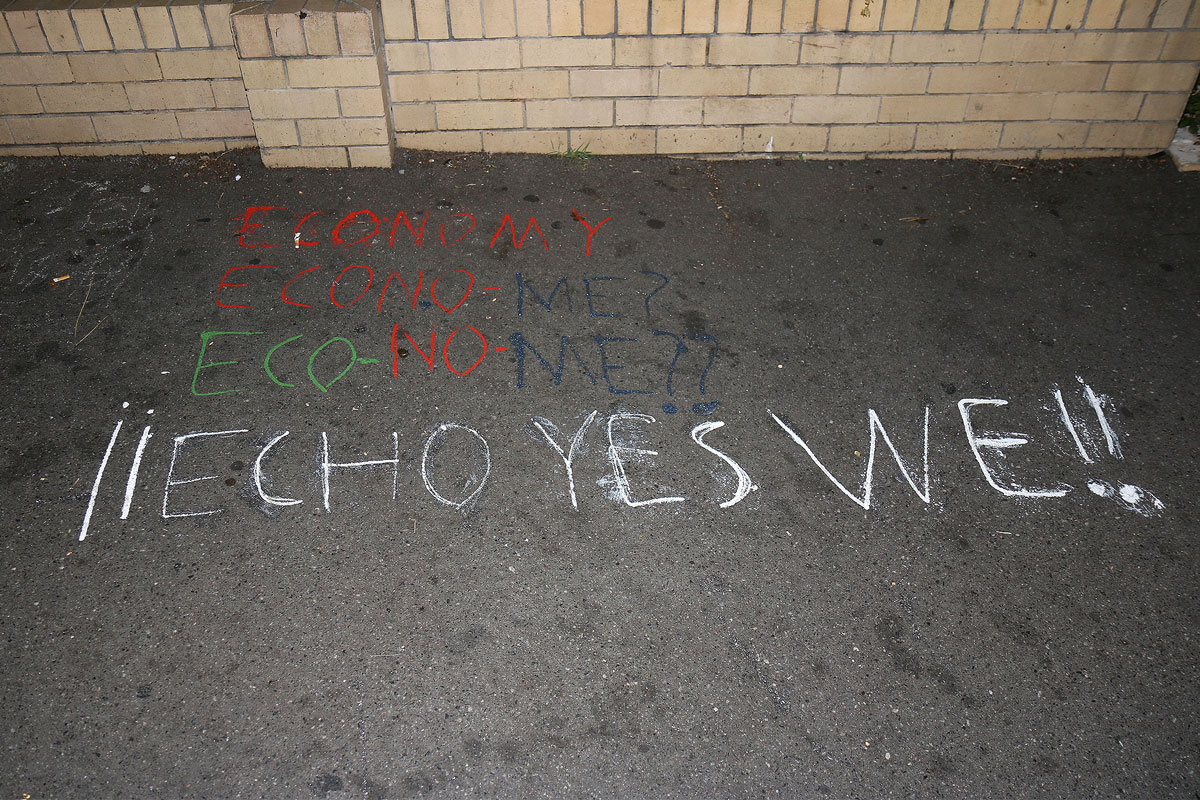 ECONOMY
ECONO-ME?
ECO-NO-ME??
¡¡ECHO YES WE!!